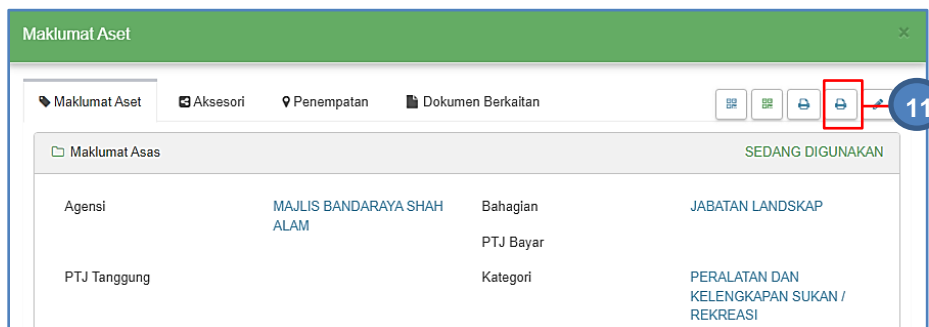 Maklumat Aset ×
Maklumat Aset Aksesori Penempatan Dokumen Berkaitan
11
Maklumat Asas SEDANG DIGUNAKAN
Agensi MAJLIS BANDARAYA SHAH Bahagian JABATAN LANDSKAP
ALAM
PTJ Bayar
PTJ Tanggung Kategori PERALATAN DAN
KELENGKAPAN SUKAN /
REKREASI